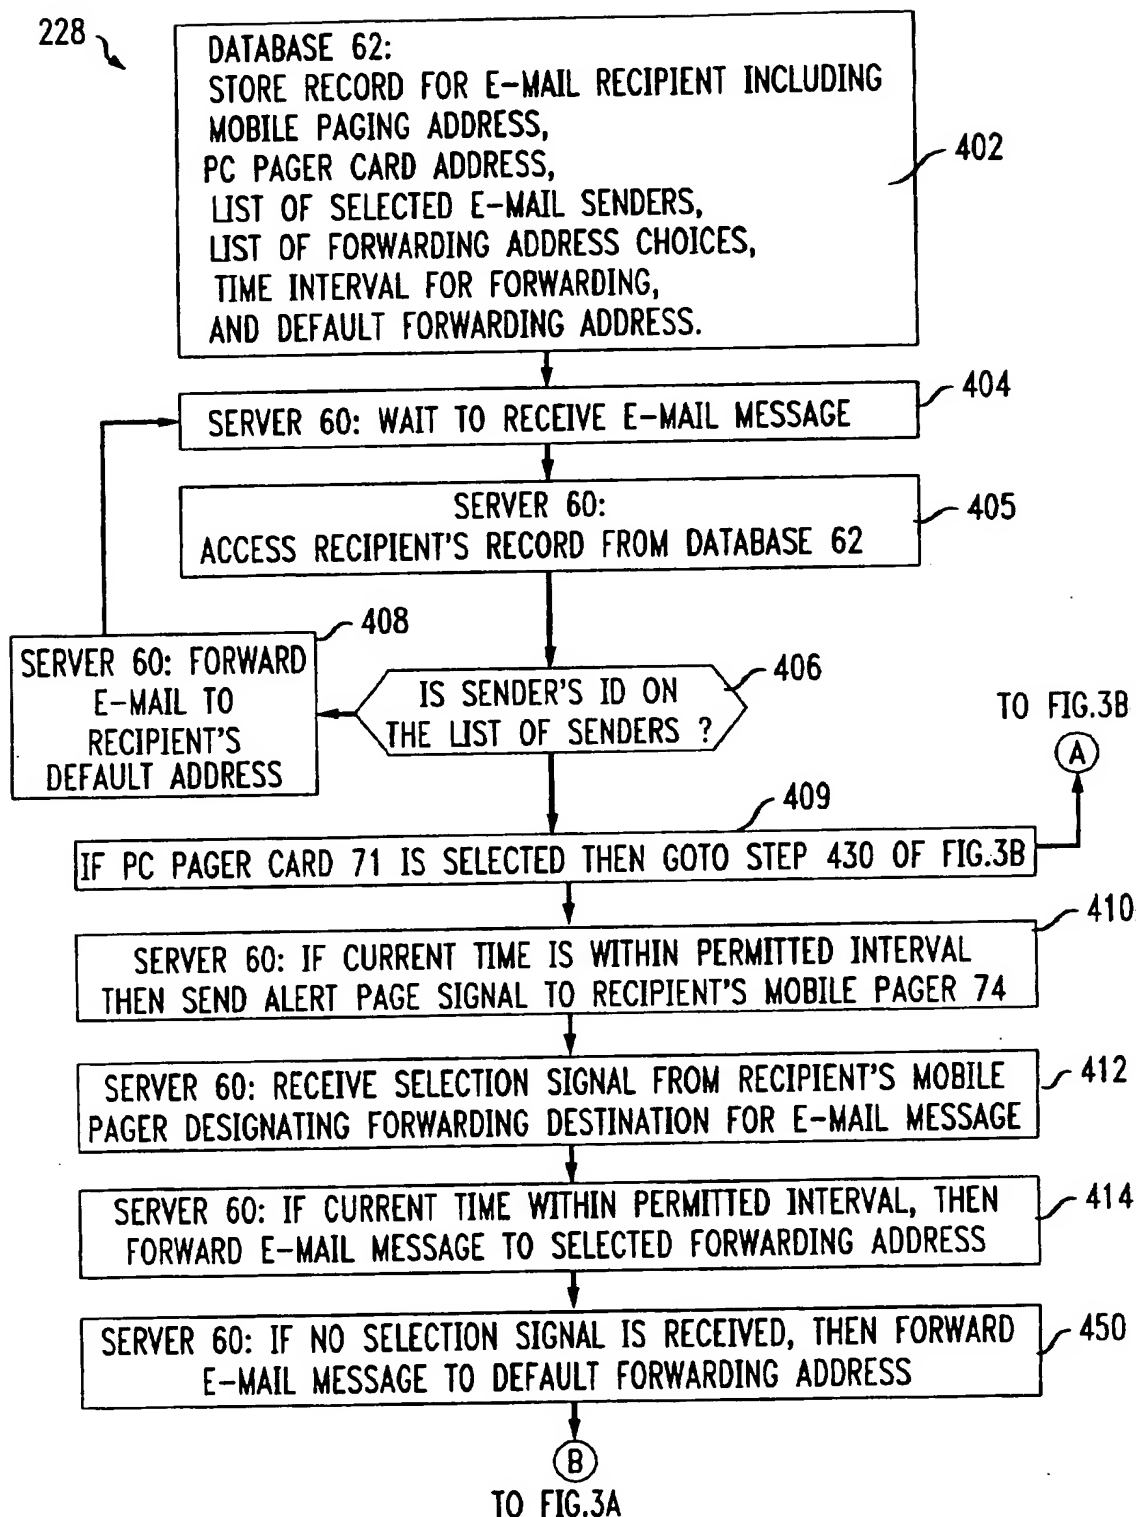 228
DATABASE 62:
STORE RECORD FOR E-MAIL RECIPIENT INCLUDING
MOBILE PAGING ADDRESS,
PC PAGER CARD ADDRESS,
LIST OF SELECTED E-MAIL SENDERS,
LIST OF FORWARDING ADDRESS CHOICES,
TIME INTERVAL FOR FORWARDING,
AND DEFAULT FORWARDING ADDRESS.
402
SERVER 60: WAIT TO RECEIVE E-MAIL MESSAGE
404
SERVER 60:
ACCESS RECIPIENT'S RECORD FROM DATABASE 62
405
408
SERVER 60: FORWARD
E-MAIL TO
RECIPIENT'S
DEFAULT ADDRESS
IS SENDER'S ID ON
THE LIST OF SENDERS ?
406
TO FIG.3B
A
409
IF PC PAGER CARD 71 IS SELECTED THEN GOTO STEP 430 OF FIG.3B
410
SERVER 60: IF CURRENT TIME IS WITHIN PERMITTED INTERVAL
THEN SEND ALERT PAGE SIGNAL TO RECIPIENT'S MOBILE PAGER 74
SERVER 60: RECEIVE SELECTION SIGNAL FROM RECIPIENT'S MOBILE
PAGER DESIGNATING FORWARDING DESTINATION FOR E-MAIL MESSAGE
412
SERVER 60: IF CURRENT TIME WITHIN PERMITTED INTERVAL, THEN
FORWARD E-MAIL MESSAGE TO SELECTED FORWARDING ADDRESS
414
SERVER 60: IF NO SELECTION SIGNAL IS RECEIVED, THEN FORWARD
E-MAIL MESSAGE TO DEFAULT FORWARDING ADDRESS
450
B
TO FIG.3A